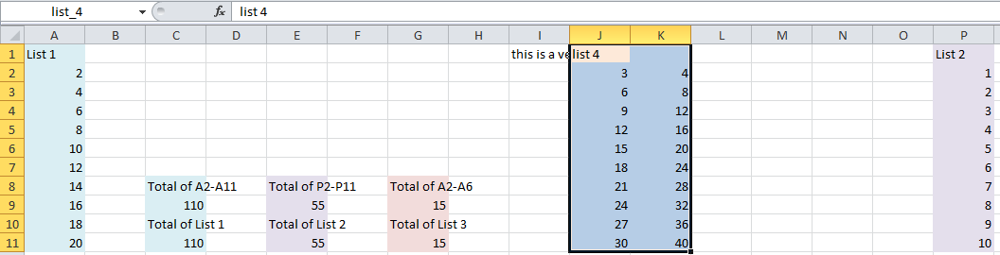 list_4 fx list 4
A B C D E F G H I J K L M N O P
1 List 1 this is a ve list 4 List 2
2 2 3 4 1
3 4 6 8 2
4 6 9 12 3
5 8 12 16 4
6 10 15 20 5
7 12 18 24 6
8 14 Total of A2-A11 Total of P2-P11 Total of A2-A6 21 28 7
9 16 110 55 15 24 32 8
10 18 Total of List 1 Total of List 2 Total of List 3 27 36 9
11 20 110 55 15 30 40 10